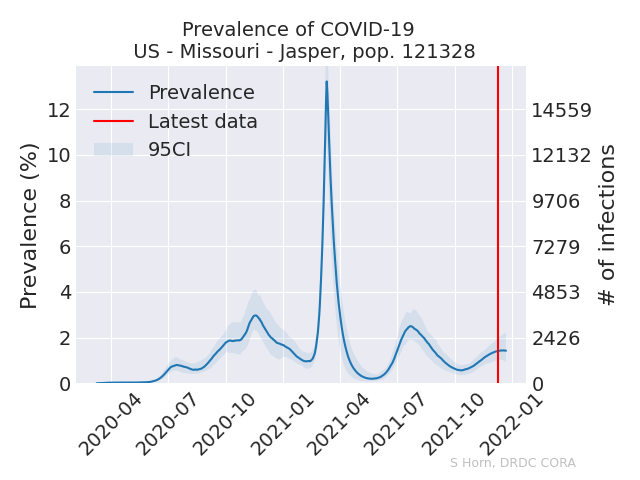 Prevalence of COVID-19
US - Missouri - Jasper, pop. 121328
Prevalence
Latest data
95CI
Prevalence (%)
12
10
8
6
4
2
0
14559
12132
9706
7279
4853
2426
0
# of infections
2020-04
2020-07
2020-10
2021-01
2021-04
2021-07
2021-10
2022-01
S Horn, DRDC CORA